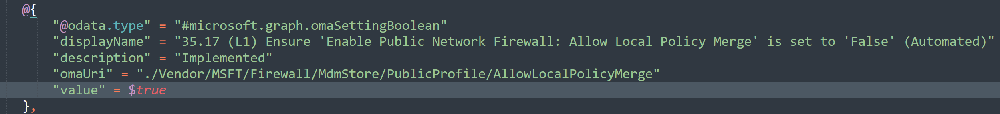 @{
"@odata.type" = "#microsoft.graph.omaSettingBoolean"
"displayName" = "35.17 (L1) Ensure 'Enable Public Network Firewall: Allow Local Policy Merge' is set to 'False' (Automated)"
"description" = "Implemented"
"omaUri" = "./Vendor/MSFT/Firewall/MdmStore/PublicProfile/AllowLocalPolicyMerge"
"value" = $true
},